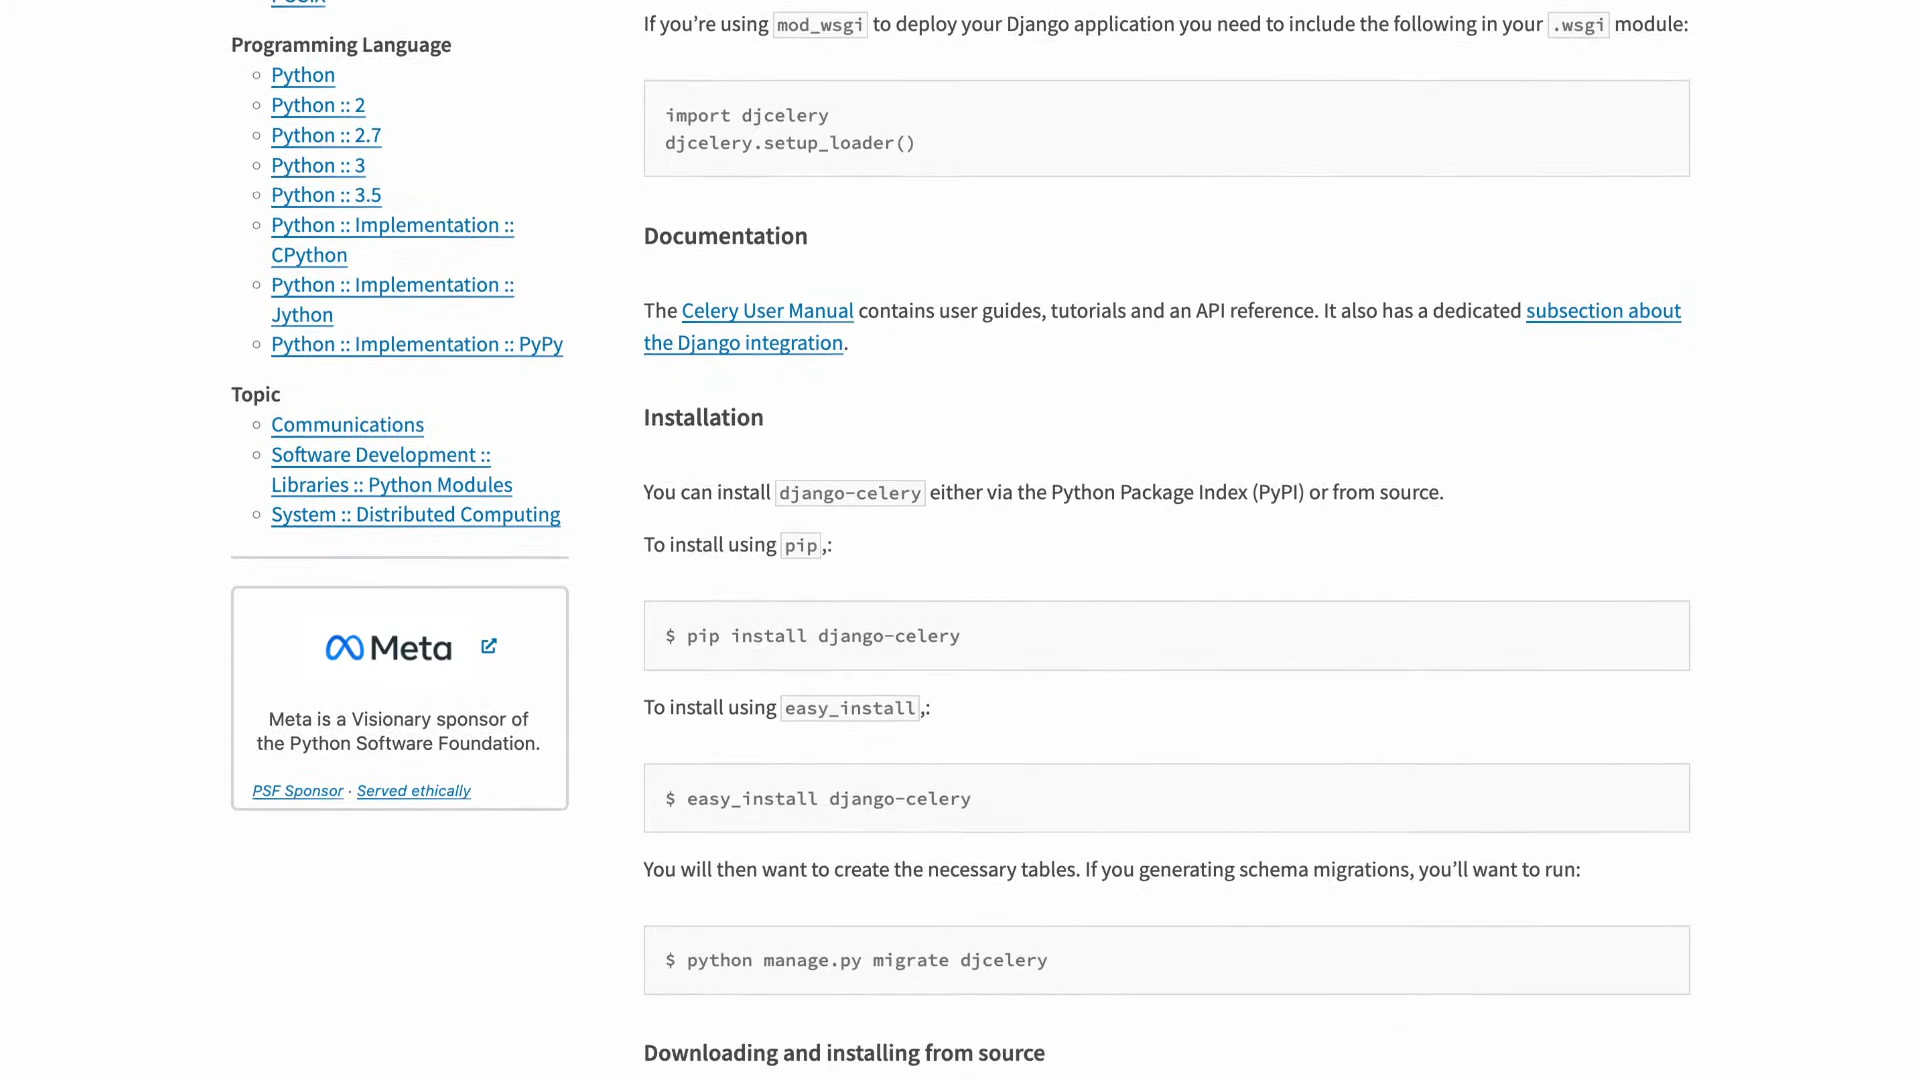 Programming Language
Python
Python :: 2
Python :: 2.7
Python :: 3
Python :: 3.5
Python :: Implementation ::
CPython
Python :: Implementation ::
Jython
Python :: Implementation :: PyPy
Topic
Communications
Software Development ::
Libraries :: Python Modules
System :: Distributed Computing
Meta
Meta is a Visionary sponsor of
the Python Software Foundation.
PSF Sponsor · Served ethically
If you’re using mod_wsgi to deploy your Django application you need to include the following in your .wsgi module:
import djcelery
djcelery.setup_loader()
Documentation
The Celery User Manual contains user guides, tutorials and an API reference. It also has a dedicated subsection about
the Django integration.
Installation
You can install django-celery either via the Python Package Index (PyPI) or from source.
To install using pip,:
$ pip install django-celery
To install using easy_install,:
$ easy_install django-celery
You will then want to create the necessary tables. If you generating schema migrations, you’ll want to run:
$ python manage.py migrate djcelery
Downloading and installing from source